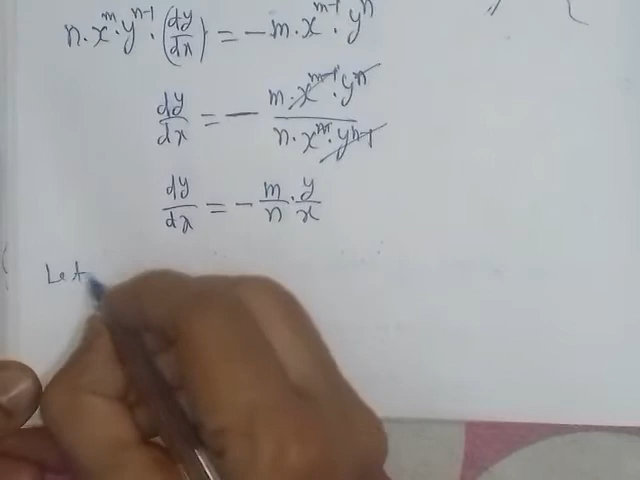 n·x^m·y^(n-1)·(dy/dx) = -m·x^(m-1)·y^n
dy/dx = - (m·x^(m-1)·y^n)/(n·x^m·y^(n-1))
dy/dx = - m/n · y/x
Let